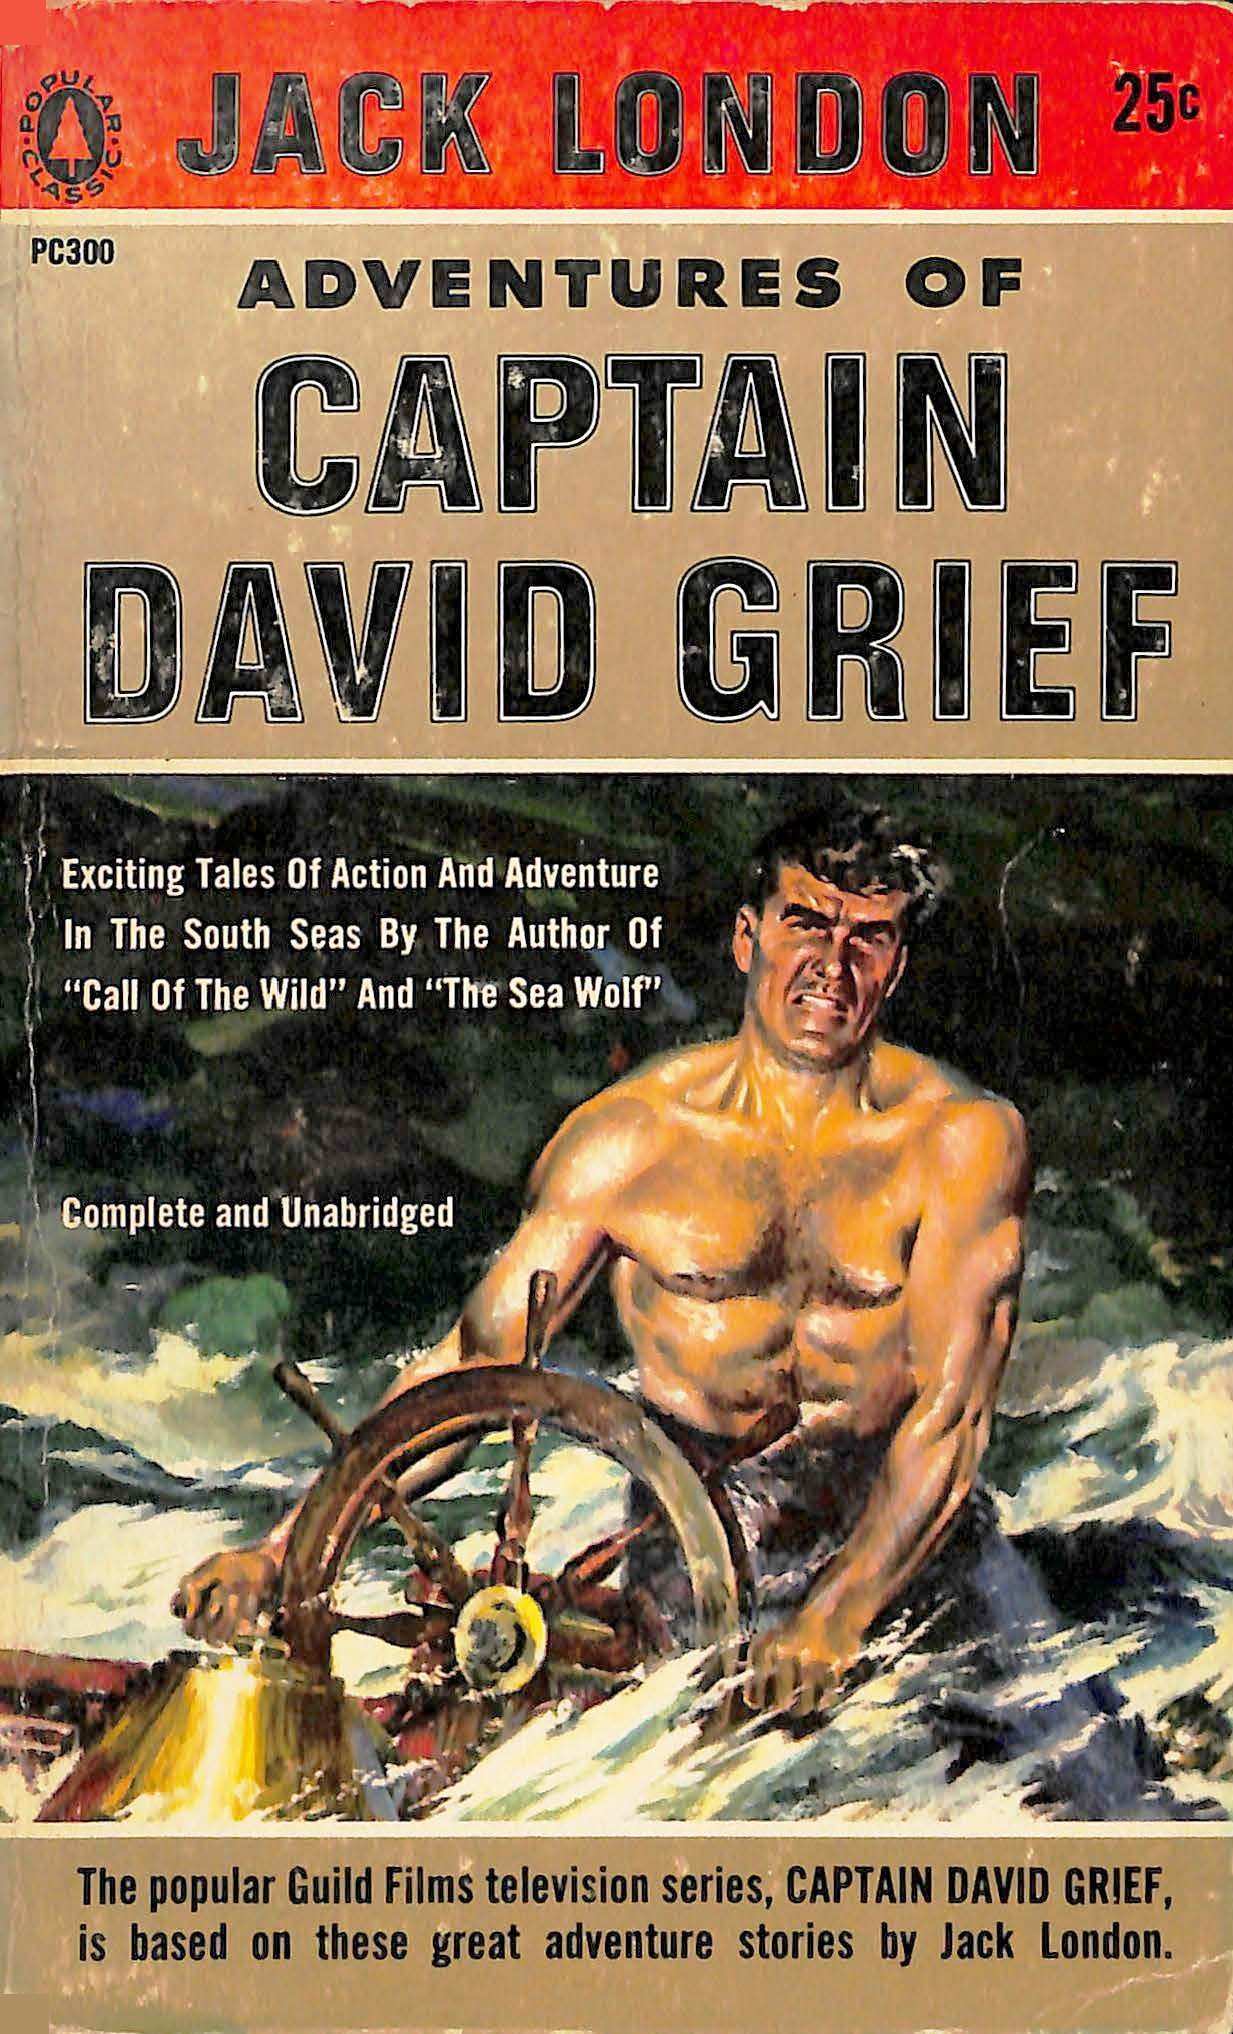 POPULAR
CLASSIC
JACK LONDON
25c
PC300
ADVENTURES OF
CAPTAIN
DAVID GRIEF
Exciting Tales Of Action And Adventure
In The South Seas By The Author Of
"Call Of The Wild" And "The Sea Wolf"
Complete and Unabridged
The popular Guild Films television series, CAPTAIN DAVID GRIEF,
is based on these great adventure stories by Jack London.